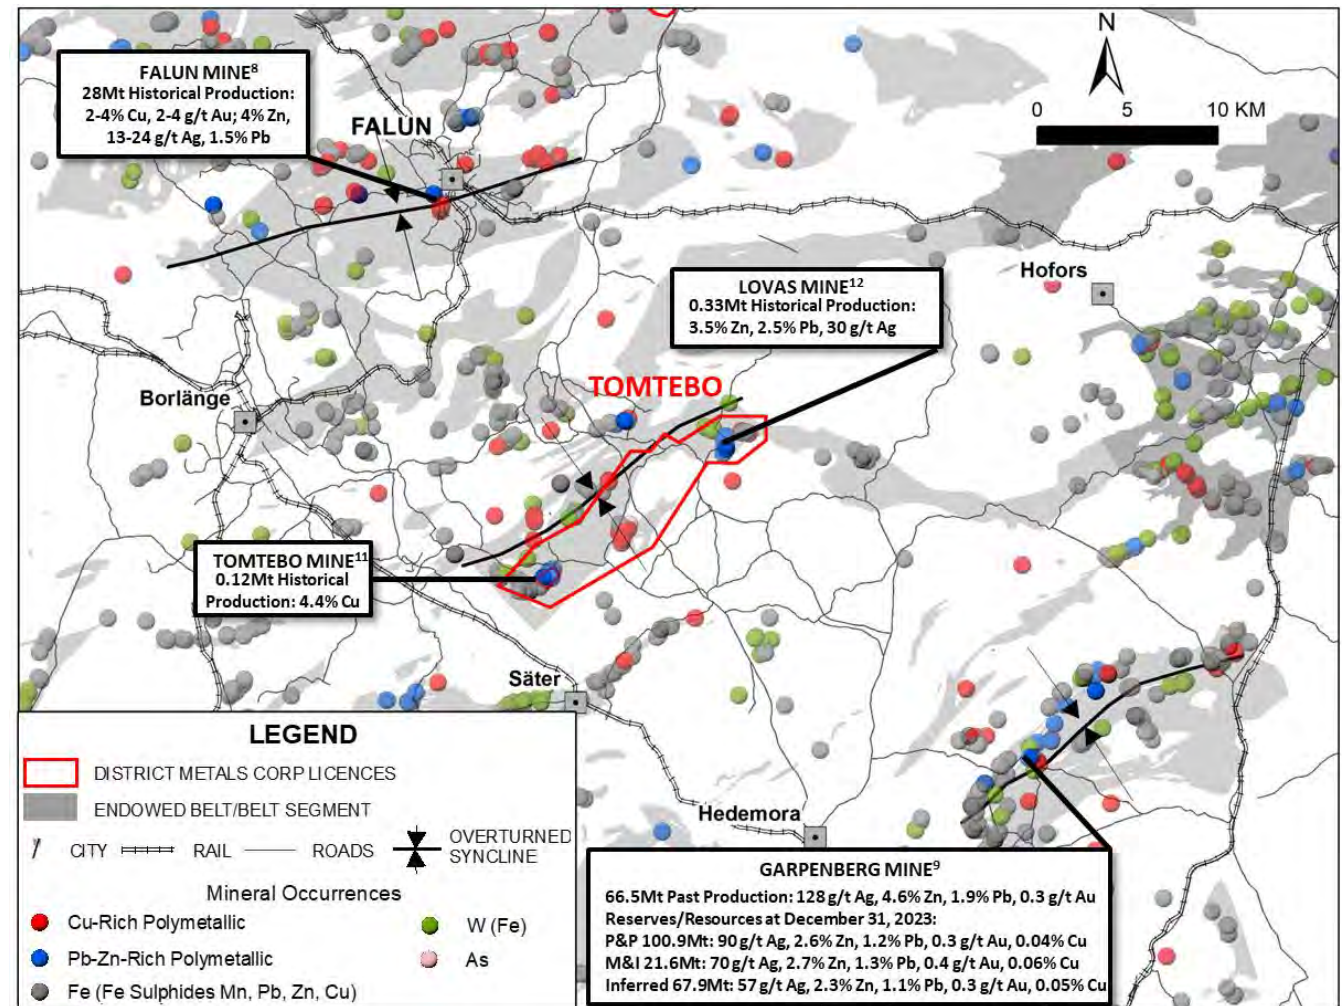 FALUN MINE8
28Mt Historical Production:
2-4% Cu, 2-4 g/t Au; 4% Zn,
13-24 g/t Ag, 1.5% Pb
FALUN
N
0 5 10 KM
Hofors
LOVAS MINE12
0.33Mt Historical Production:
3.5% Zn, 2.5% Pb, 30 g/t Ag
TOMTEBO
Borlänge
TOMTEBO MINE11
0.12Mt Historical
Production: 4.4% Cu
Säter
Hedemora
LEGEND
DISTRICT METALS CORP LICENCES
ENDOWED BELT/BELT SEGMENT
CITY RAIL ROADS OVERTURNED
SYNCLINE
Mineral Occurrences
Cu-Rich Polymetallic
W (Fe)
Pb-Zn-Rich Polymetallic
As
Fe (Fe Sulphides Mn, Pb, Zn, Cu)
GARPENBERG MINE9
66.5Mt Past Production: 128 g/t Ag, 4.6% Zn, 1.9% Pb, 0.3 g/t Au
Reserves/Resources at December 31, 2023:
P&P 100.9Mt: 90 g/t Ag, 2.6% Zn, 1.2% Pb, 0.3 g/t Au, 0.04% Cu
M&I 21.6Mt: 70 g/t Ag, 2.7% Zn, 1.3% Pb, 0.4 g/t Au, 0.06% Cu
Inferred 67.9Mt: 57 g/t Ag, 2.3% Zn, 1.1% Pb, 0.3 g/t Au, 0.05% Cu